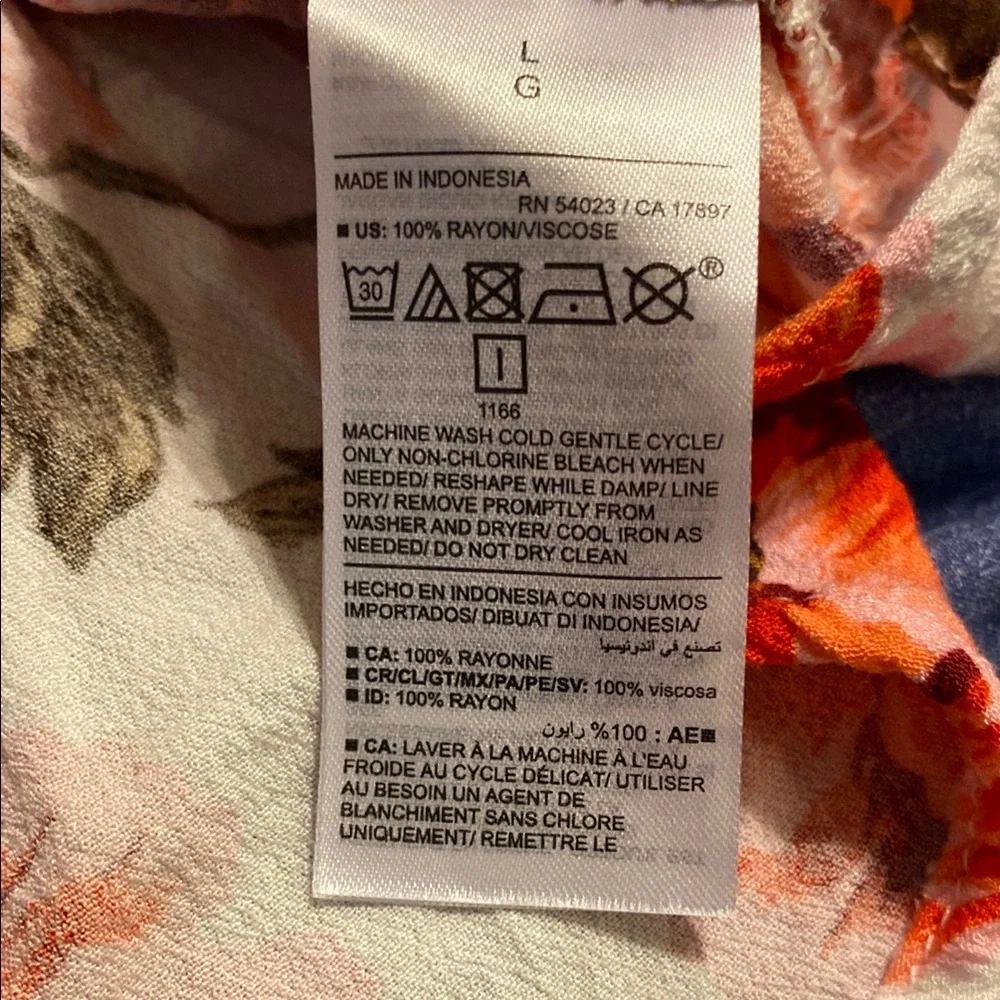 L
G
MADE IN INDONESIA
RN 54023 / CA 17897
■ US: 100% RAYON/VISCOSE
30 ®
I
1166
MACHINE WASH COLD GENTLE CYCLE/
ONLY NON-CHLORINE BLEACH WHEN
NEEDED/ RESHAPE WHILE DAMP/ LINE
DRY/ REMOVE PROMPTLY FROM
WASHER AND DRYER/ COOL IRON AS
NEEDED/ DO NOT DRY CLEAN
HECHO EN INDONESIA CON INSUMOS
IMPORTADOS/ DIBUAT DI INDONESIA/
تصنع في اندونيسيا
■ CA: 100% RAYONNE
■ CR/CL/GT/MX/PA/PE/SV: 100% viscosa
■ ID: 100% RAYON
■AE : 100% رايون
■ CA: LAVER À LA MACHINE À L'EAU
FROIDE AU CYCLE DÉLICAT/ UTILISER
AU BESOIN UN AGENT DE
BLANCHIMENT SANS CHLORE
UNIQUEMENT/ REMETTRE LE